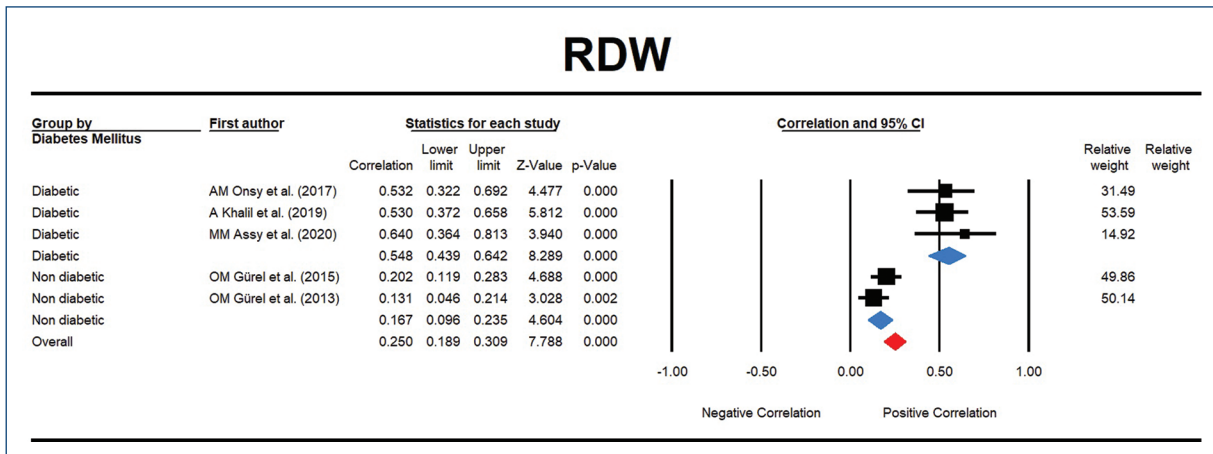 RDW
Group by First author Statistics for each study Correlation and 95% CI
Diabetes Mellitus
Correlation Lower limit Upper limit Z-Value p-Value Relative weight Relative weight
Diabetic AM Onsy et al. (2017) 0.532 0.322 0.692 4.477 0.000 31.49
Diabetic A Khalil et al. (2019) 0.530 0.372 0.658 5.812 0.000 53.59
Diabetic MM Assy et al. (2020) 0.640 0.364 0.813 3.940 0.000 14.92
Diabetic 0.548 0.439 0.642 8.289 0.000
Non diabetic OM Gürel et al. (2015) 0.202 0.119 0.283 4.688 0.000 49.86
Non diabetic OM Gürel et al. (2013) 0.131 0.046 0.214 3.028 0.002 50.14
Non diabetic 0.167 0.096 0.235 4.604 0.000
Overall 0.250 0.189 0.309 7.788 0.000
-1.00 -0.50 0.00 0.50 1.00
Negative Correlation Positive Correlation